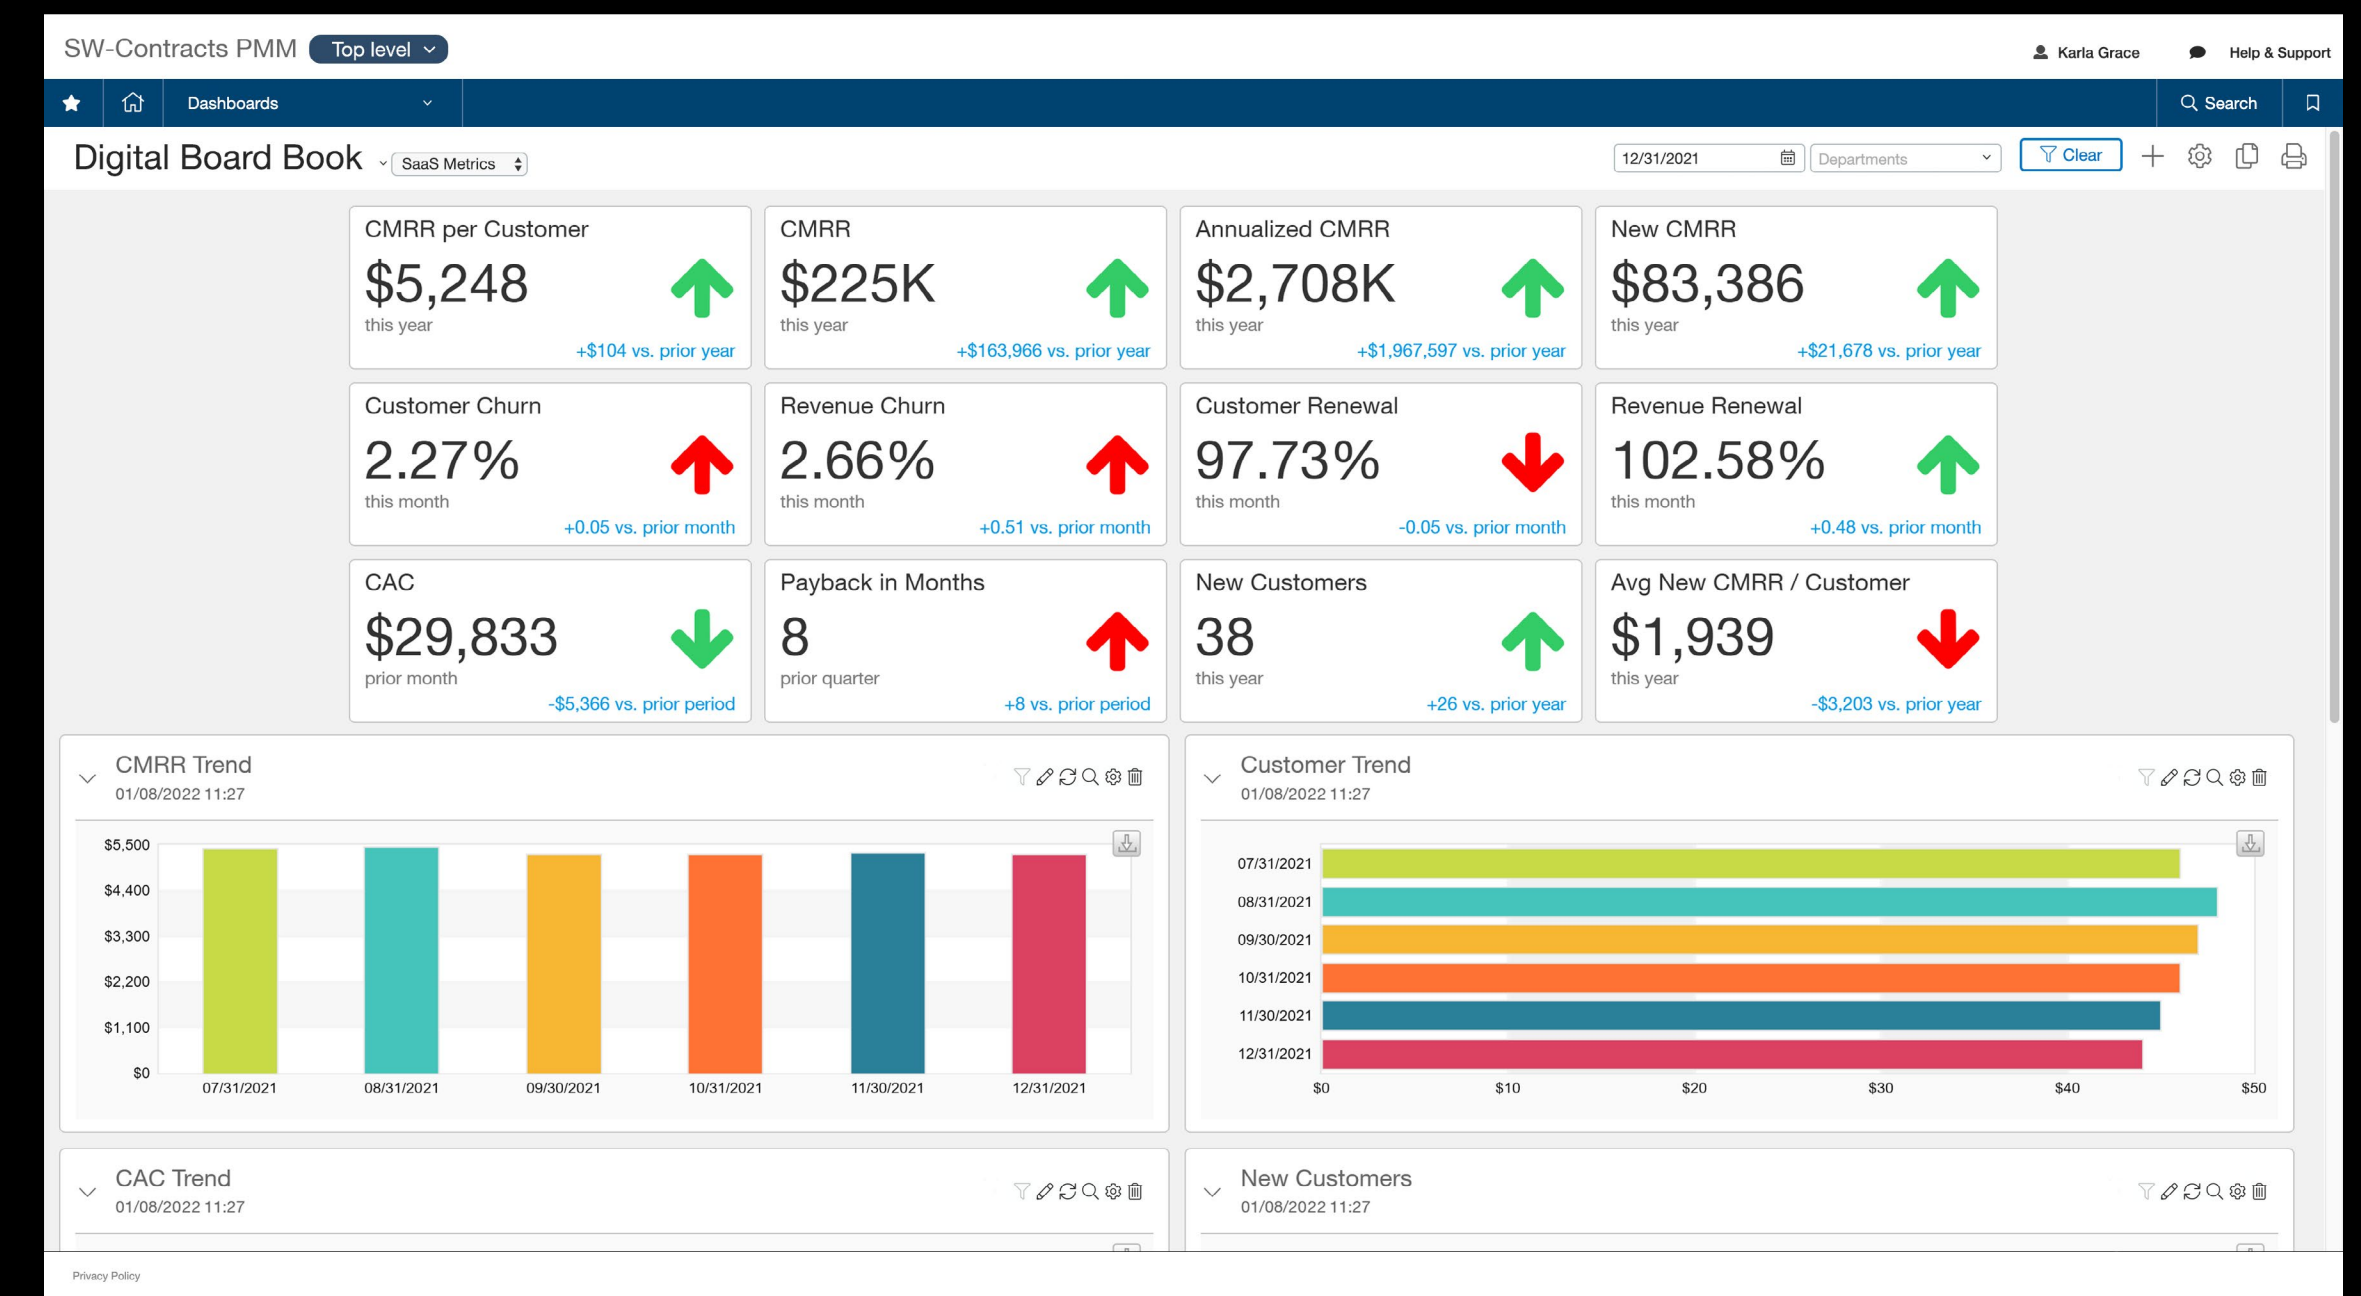 SW-Contracts PMM Top level
Karla Grace Help & Support
Dashboards Search
Digital Board Book SaaS Metrics 12/31/2021 Departments Clear
CMRR per Customer
$5,248
this year
+$104 vs. prior year
CMRR
$225K
this year
+$163,966 vs. prior year
Annualized CMRR
$2,708K
this year
+$1,967,597 vs. prior year
New CMRR
$83,386
this year
+$21,678 vs. prior year
Customer Churn
2.27%
this month
+0.05 vs. prior month
Revenue Churn
2.66%
this month
+0.51 vs. prior month
Customer Renewal
97.73%
this month
-0.05 vs. prior month
Revenue Renewal
102.58%
this month
+0.48 vs. prior month
CAC
$29,833
prior month
-$5,366 vs. prior period
Payback in Months
8
prior quarter
+8 vs. prior period
New Customers
38
this year
+26 vs. prior year
Avg New CMRR / Customer
$1,939
this year
-$3,203 vs. prior year
CMRR Trend
01/08/2022 11:27
$5,500
$4,400
$3,300
$2,200
$1,100
$0
07/31/2021 08/31/2021 09/30/2021 10/31/2021 11/30/2021 12/31/2021
Customer Trend
01/08/2022 11:27
07/31/2021
08/31/2021
09/30/2021
10/31/2021
11/30/2021
12/31/2021
$0 $10 $20 $30 $40 $50
CAC Trend
01/08/2022 11:27
New Customers
01/08/2022 11:27
Privacy Policy